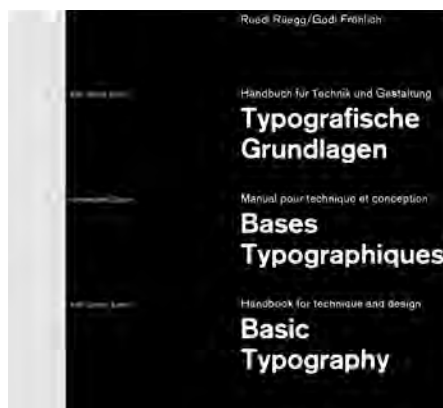 Ruedi Rüegg/Godi Fröhlich
Handbuch für Technik und Gestaltung
Typografische
Grundlagen
Manual pour technique et conception
Bases
Typographiques
Handbook for technique and design
Basic
Typography